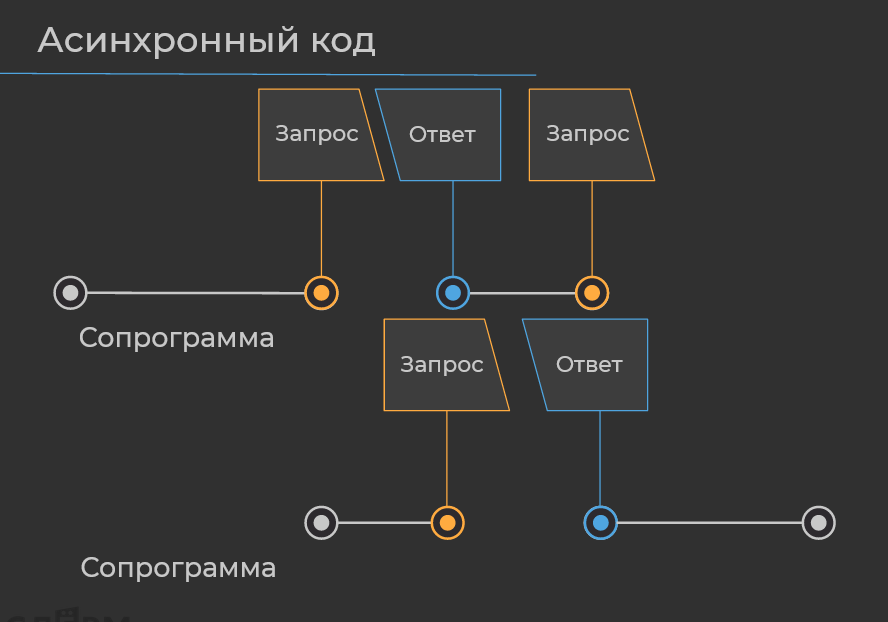 Асинхронный код
Запрос
Ответ
Запрос
Сопрограмма
Запрос
Ответ
Сопрограмма